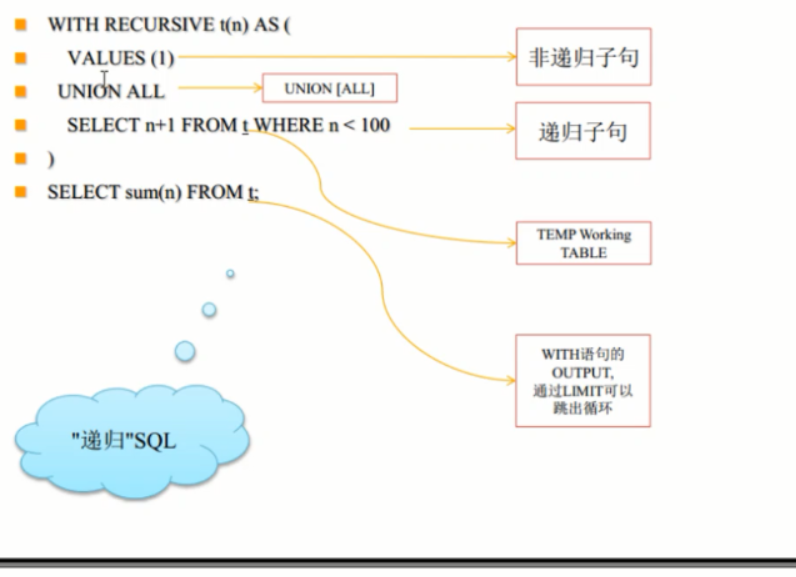 WITH RECURSIVE t(n) AS (
VALUES (1)
非递归子句
UNION ALL
UNION [ALL]
SELECT n+1 FROM t WHERE n < 100
递归子句
)
SELECT sum(n) FROM t;
TEMP Working
TABLE
WITH语句的
OUTPUT,
通过LIMIT可以
跳出循环
"递归"SQL